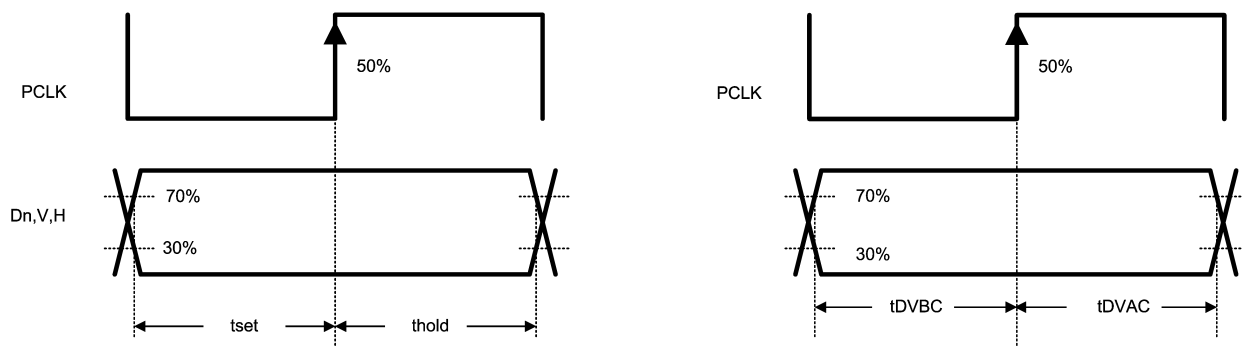 50%
PCLK
70%
Dn,V,H
30%
tset
thold
50%
PCLK
70%
30%
tDVBC
tDVAC